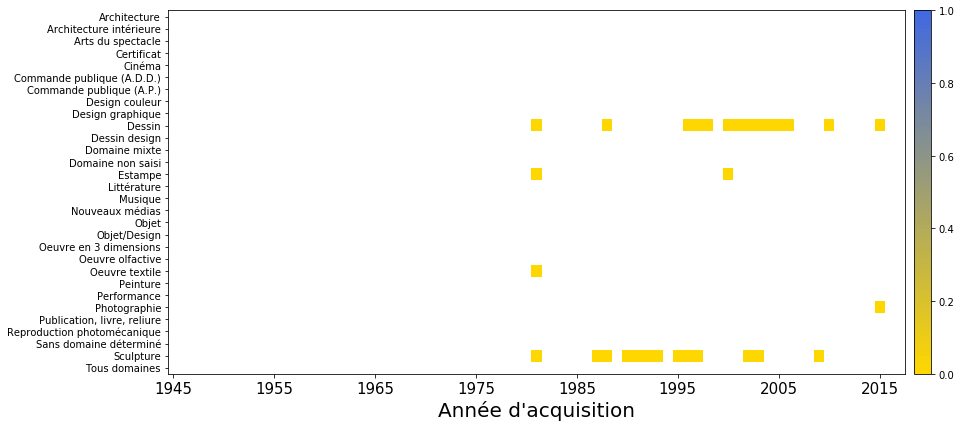 Architecture
Architecture intérieure
Arts du spectacle
Certificat
Cinéma
Commande publique (A.D.D.)
Commande publique (A.P.)
Design couleur
Design graphique
Dessin
Dessin design
Domaine mixte
Domaine non saisi
Estampe
Littérature
Musique
Nouveaux médias
Objet
Objet/Design
Oeuvre en 3 dimensions
Oeuvre olfactive
Oeuvre textile
Peinture
Performance
Photographie
Publication, livre, reliure
Reproduction photomécanique
Sans domaine déterminé
Sculpture
Tous domaines
1945 1955 1965 1975 1985 1995 2005 2015
Année d'acquisition
1.0
0.8
0.6
0.4
0.2
0.0